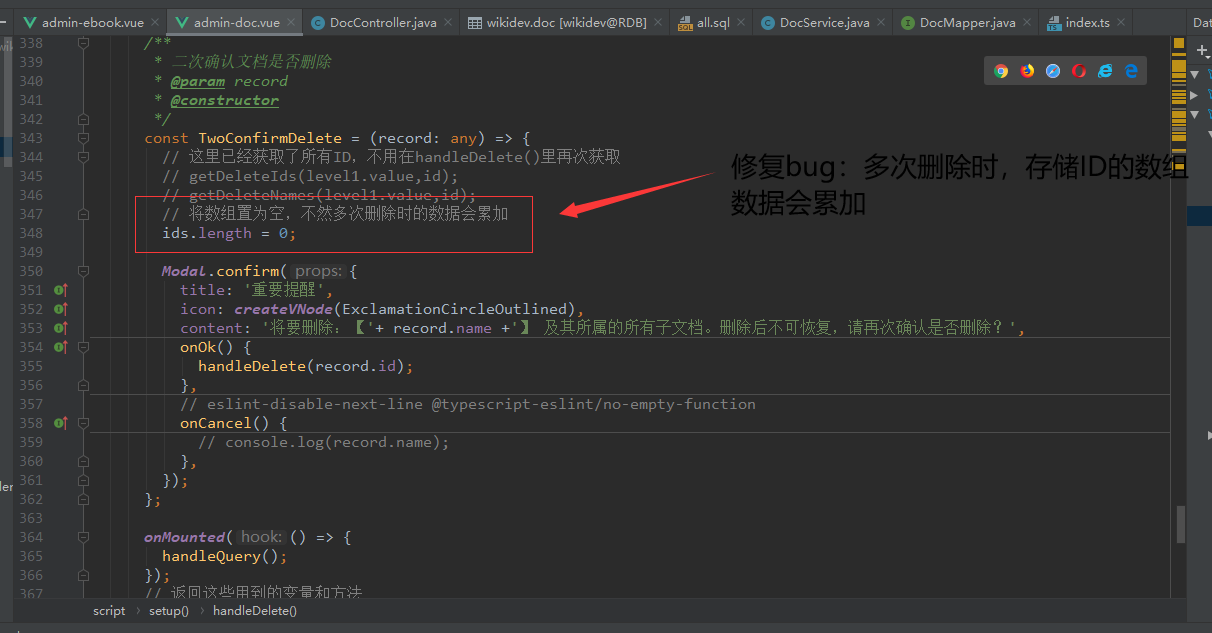 admin-ebook.vue admin-doc.vue DocController.java wikidev.doc [wikidev@RDB] all.sql DocService.java DocMapper.java index.ts Dat
338 /**
339 * 二次确认文档是否删除
340 * @param record
341 * @constructor
342 */
343 const TwoConfirmDelete = (record: any) => {
344 // 这里已经获取了所有ID，不用在handleDelete()里再次获取
345 // getDeleteIds(level1.value,id);
346 // getDeleteNames(level1.value,id);
347 // 将数组置为空，不然多次删除时的数据会累加
348 ids.length = 0;
349
350 Modal.confirm( props: {
351 title: '重要提醒',
352 icon: createVNode(ExclamationCircleOutlined),
353 content: '将要删除：【'+ record.name +'】 及其所属的所有子文档。删除后不可恢复，请再次确认是否删除？',
354 onOk() {
355 handleDelete(record.id);
356 },
357 // eslint-disable-next-line @typescript-eslint/no-empty-function
358 onCancel() {
359 // console.log(record.name);
360 },
361 });
362 };
363
364 onMounted( hook: () => {
365 handleQuery();
366 });
367 // 返回这些用到的变量和方法
修复bug：多次删除时，存储ID的数组
数据会累加
script setup() handleDelete()